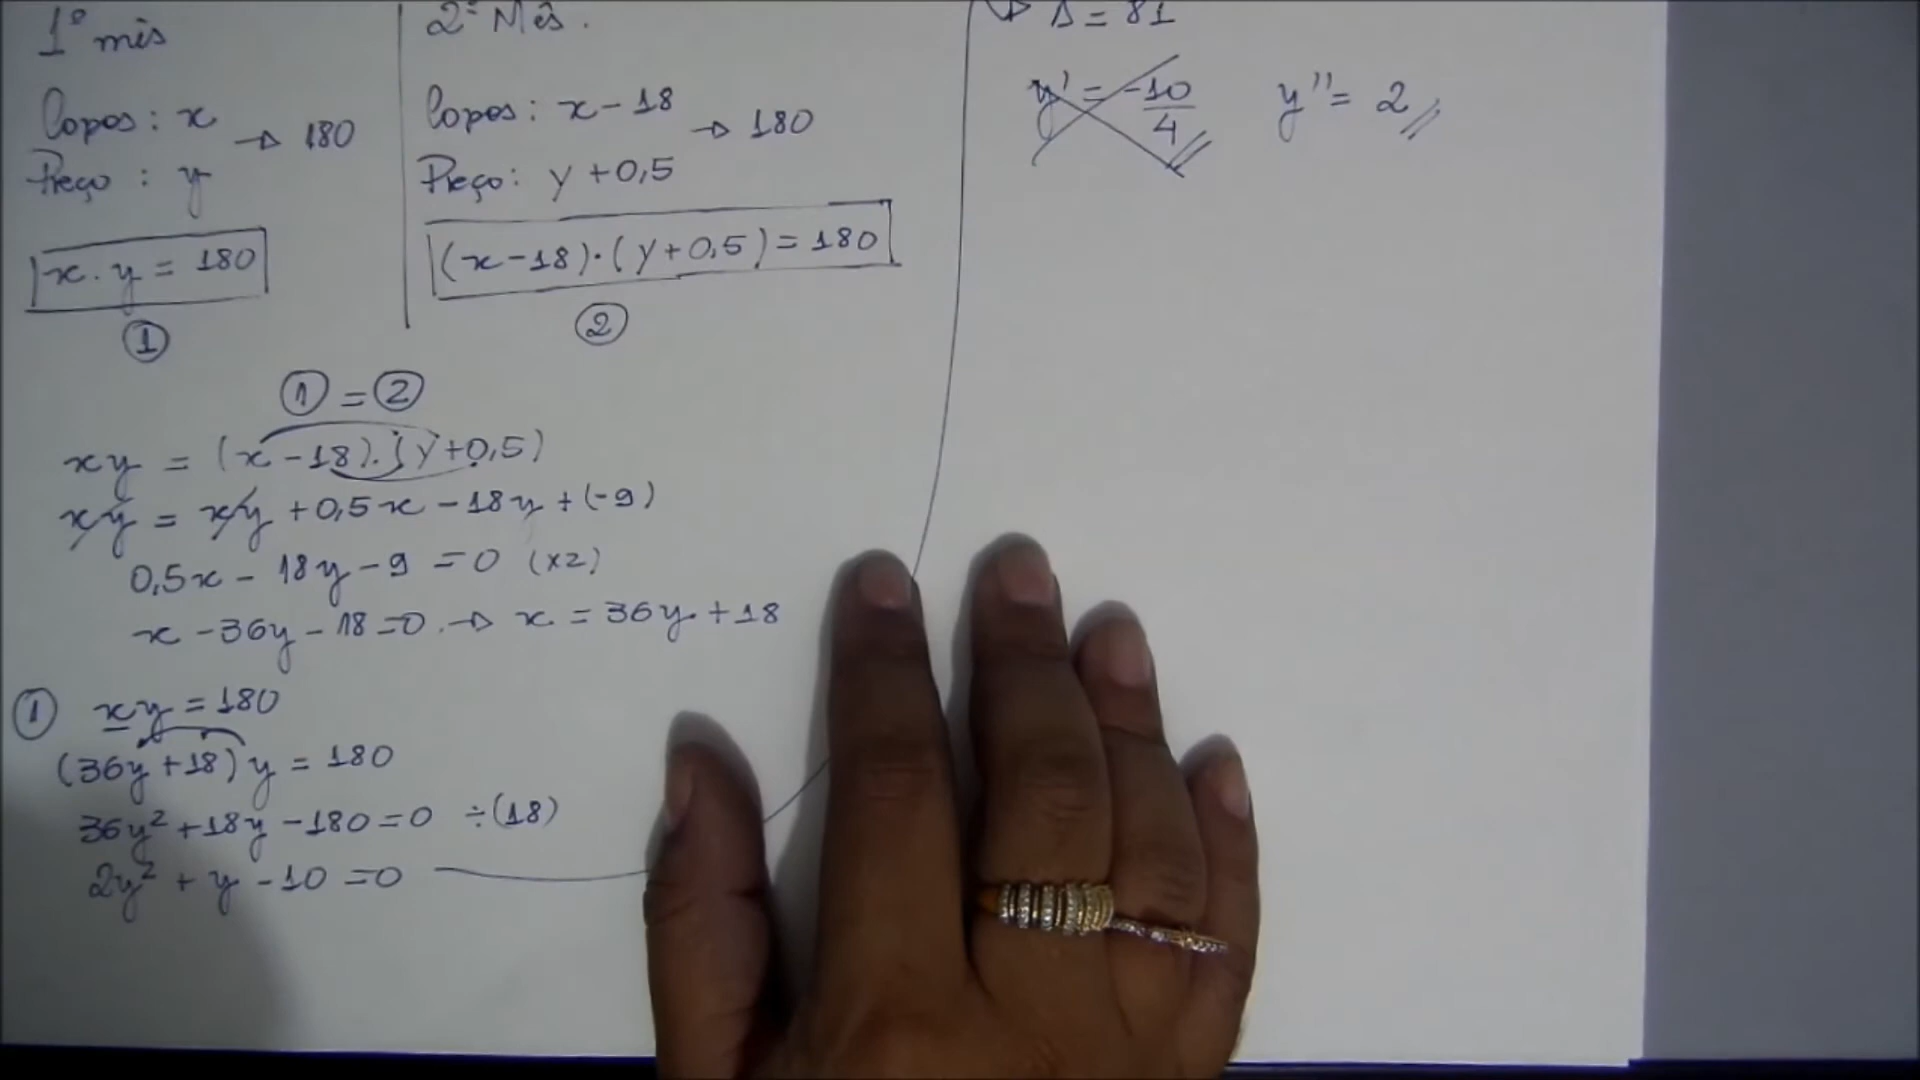 1º mês
Copos: x
→ 180
Preço: y
x . y = 180
1
2º Mês.
Copos: x - 18
→ 180
Preço: y + 0,5
(x - 18) . (y + 0,5) = 180
2
1 = 2
xy = (x - 18) . (y + 0,5)
xy = xy + 0,5x - 18y + (-9)
0,5x - 18y - 9 = 0 (x2)
x - 36y - 18 = 0 . → x = 36y + 18
1 xy = 180
(36y + 18) y = 180
36y² + 18y - 180 = 0 ÷ (18)
2y² + y - 10 = 0
→ Δ = 81
y' = -10/4 y'' = 2 //